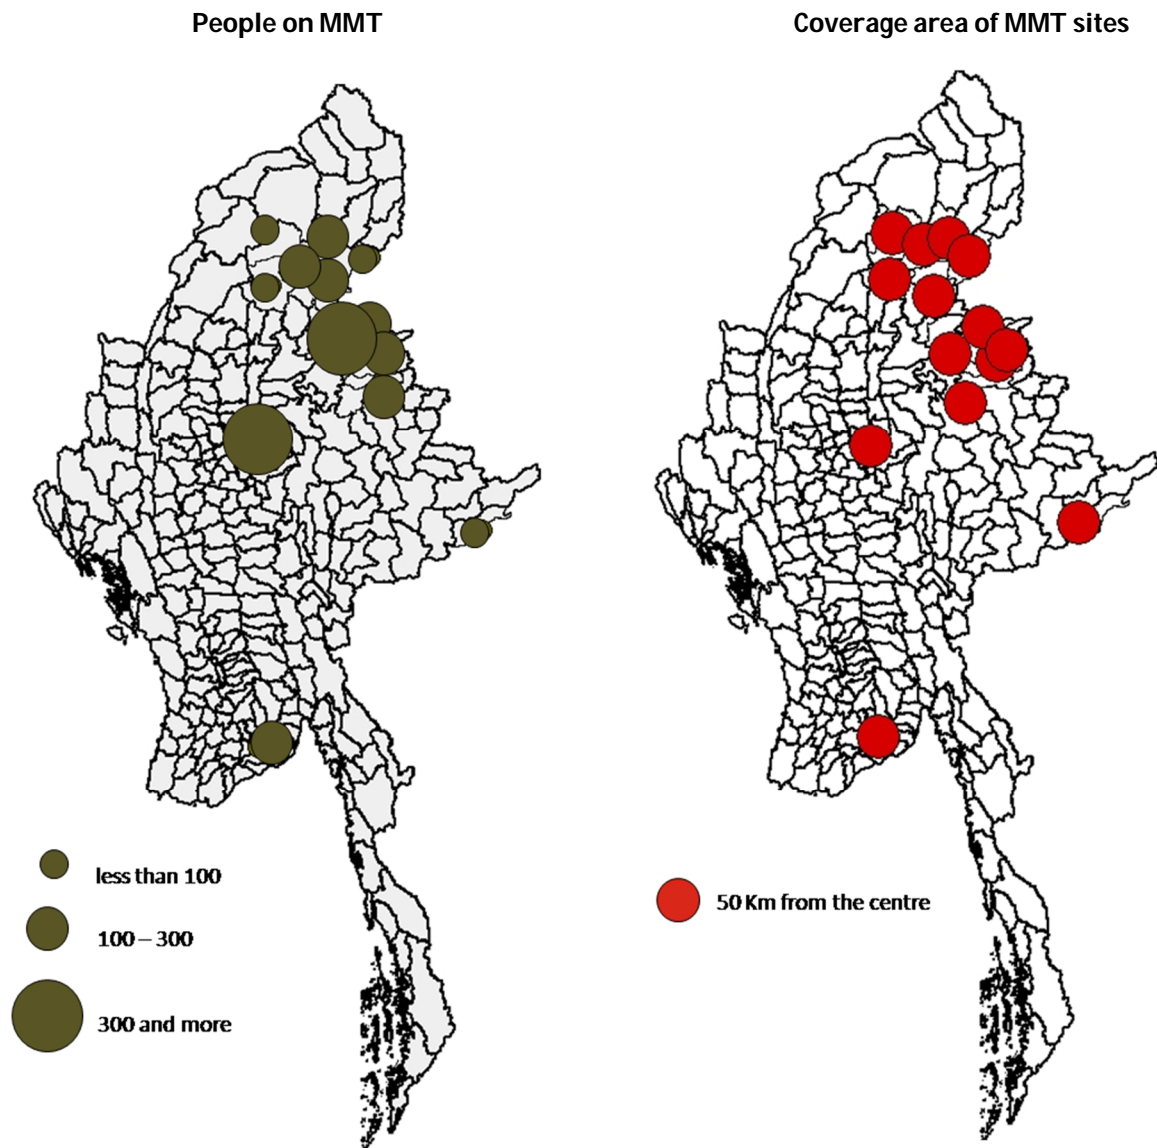 People on MMT
Coverage area of MMT sites
less than 100
100 – 300
300 and more
50 Km from the centre